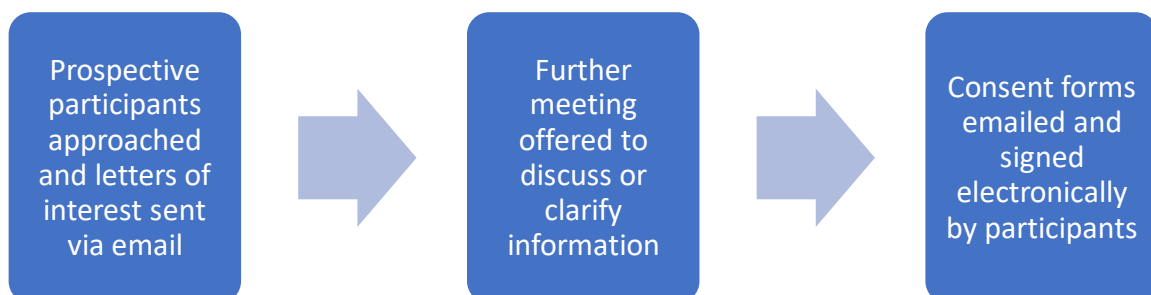 Prospective
participants
approached
and letters of
interest sent
via email
Further
meeting
offered to
discuss or
clarify
information
Consent forms
emailed and
signed
electronically
by participants